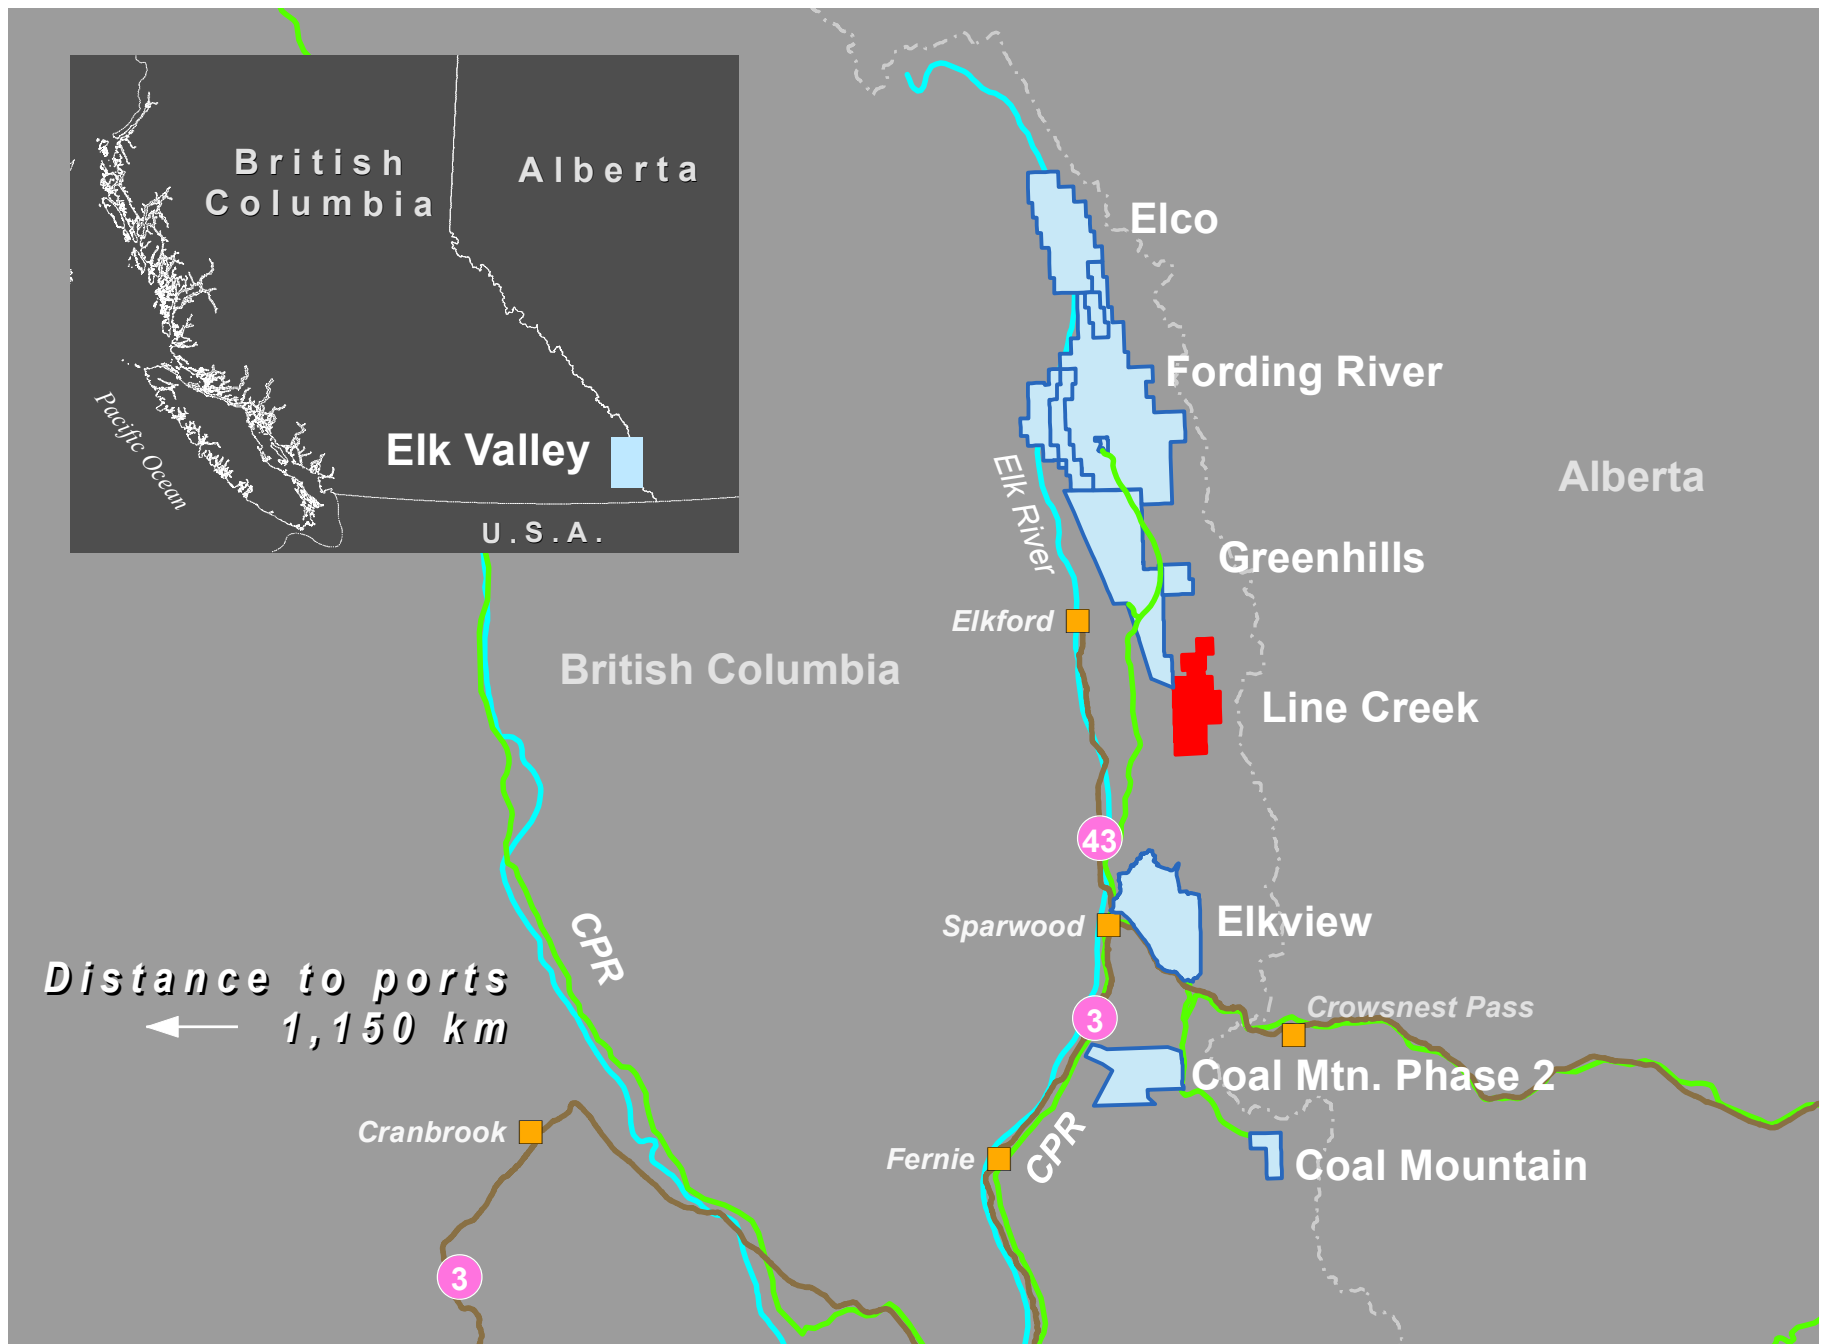 British
Columbia
Alberta
Pacific Ocean
Elk Valley
U.S.A.
Elco
Fording River
Elk River
Alberta
Greenhills
Elkford
British Columbia
Line Creek
43
Sparwood
Elkview
CPR
Distance to ports
1,150 km
3
Crowsnest Pass
Coal Mtn. Phase 2
Cranbrook
Fernie
CPR
Coal Mountain
3